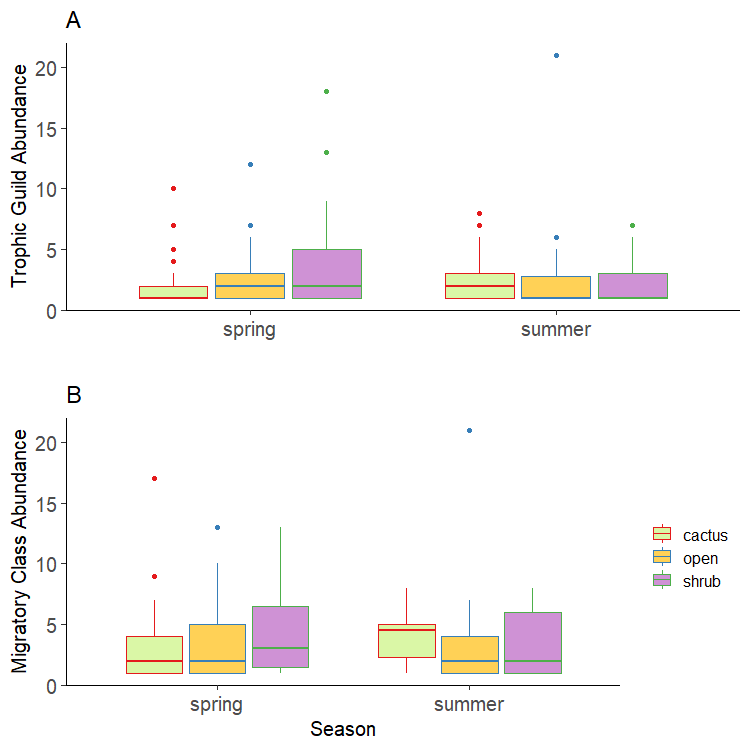 A
Trophic Guild Abundance
20
15
10
5
0
spring summer
B
Migratory Class Abundance
20
15
10
5
0
spring summer
Season
cactus
open
shrub